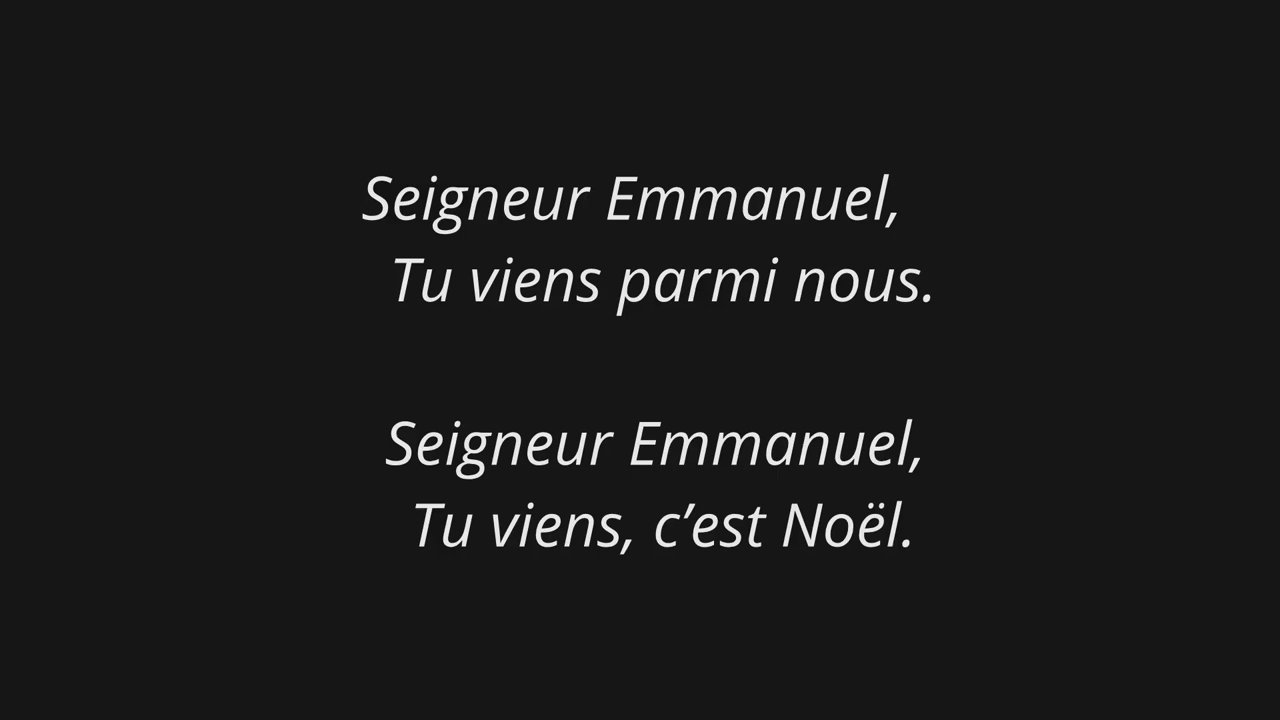 Seigneur Emmanuel,
Tu viens parmi nous.
Seigneur Emmanuel,
Tu viens, c’est Noël.